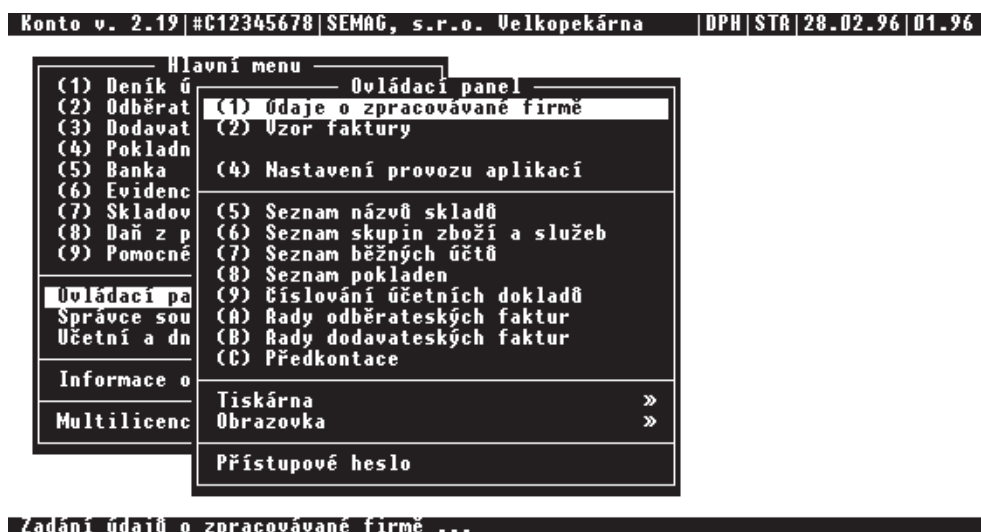 Konto v. 2.19|#C12345678|SEMAG, s.r.o. Velkopekárna |DPH|STR|28.02.96|01.96
Hlavní menu
(1) Deník ú
(2) Odběrat
(3) Dodavat
(4) Pokladn
(5) Banka
(6) Evidenc
(7) Skladov
(8) Daň z p
(9) Pomocné
Ovládací pa
Správce sou
Účetní a dn
Informace o
Multilicenc
Ovládací panel
(1) Údaje o zpracovávané firmě
(2) Vzor faktury
(4) Nastavení provozu aplikací
(5) Seznam názvů skladů
(6) Seznam skupin zboží a služeb
(7) Seznam běžných účtů
(8) Seznam pokladen
(9) Číslování účetních dokladů
(A) Řady odběrateských faktur
(B) Řady dodavateských faktur
(C) Předkontace
Tiskárna »
Obrazovka »
Přístupové heslo
Zadání údajů o zpracovávané firmě ...